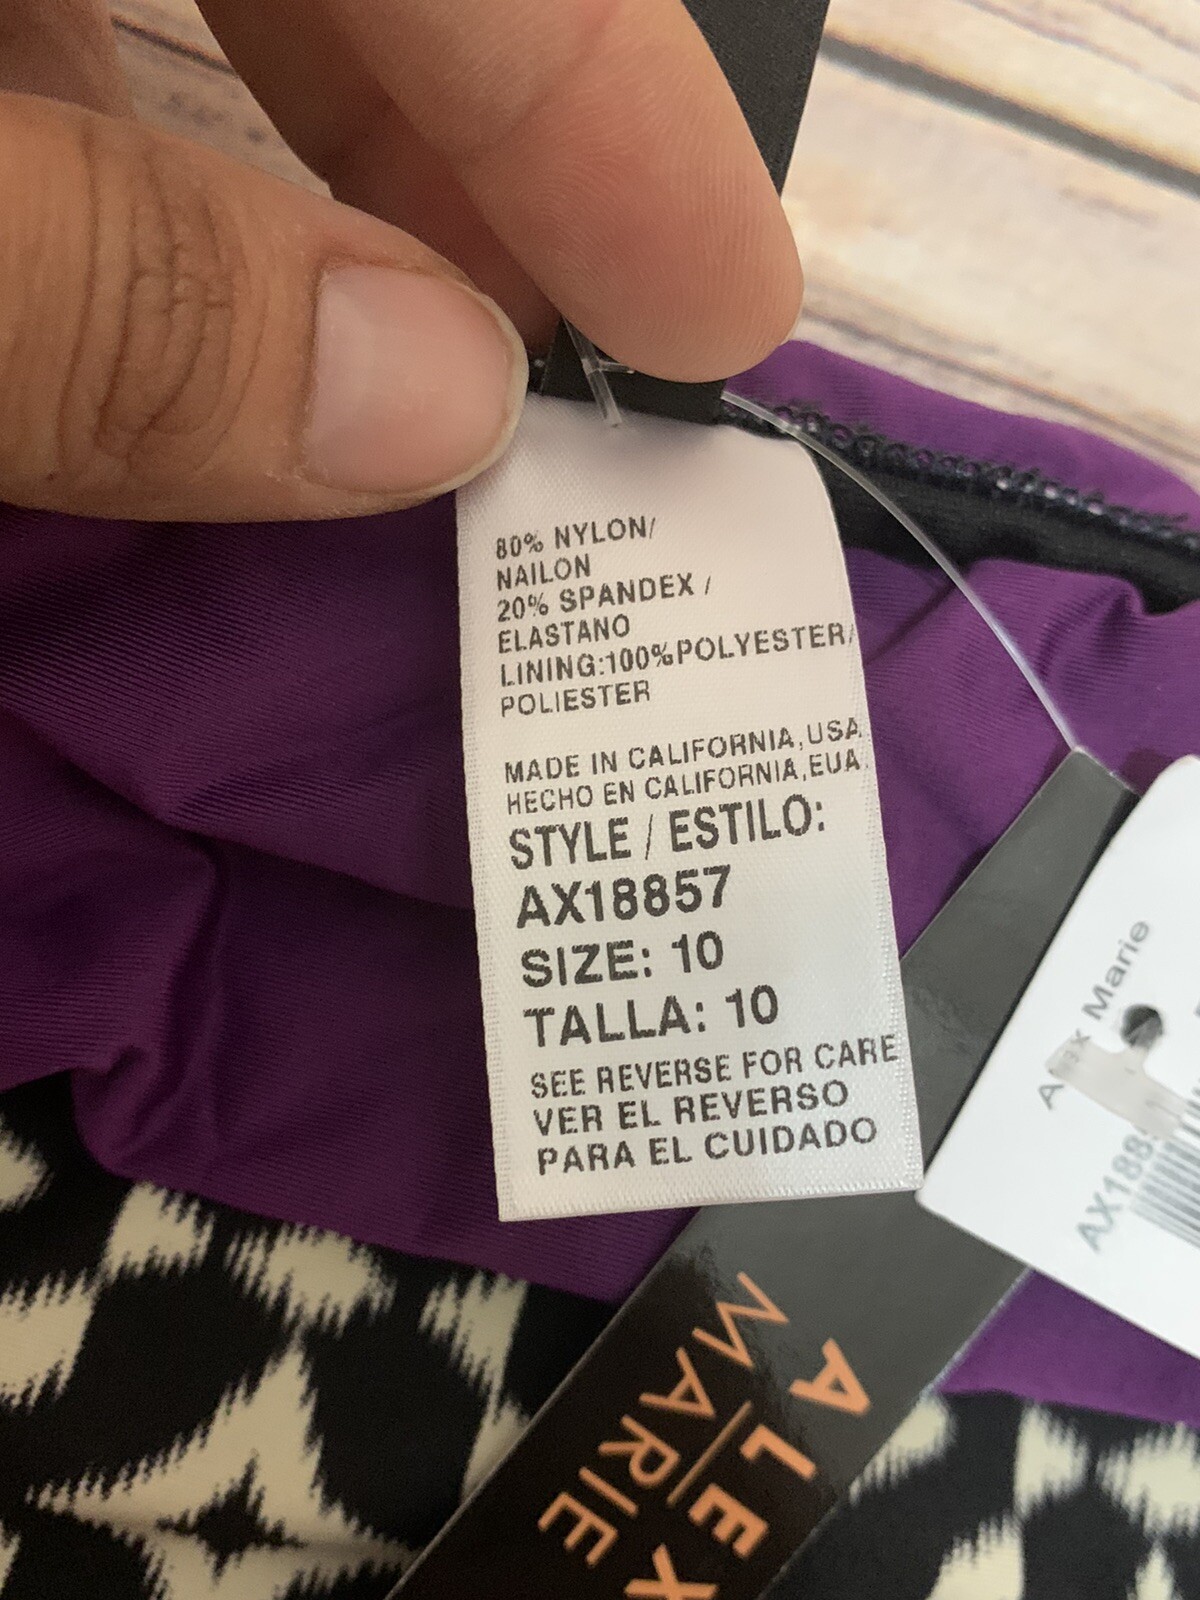 80% NYLON/
NAILON
20% SPANDEX /
ELASTANO
LINING:100%POLYESTER/
POLIESTER
MADE IN CALIFORNIA,USA
HECHO EN CALIFORNIA,EUA
STYLE / ESTILO:
AX18857
SIZE: 10
TALLA: 10
SEE REVERSE FOR CARE
VER EL REVERSO
PARA EL CUIDADO
Marie
AX188
ALEX
MARIE